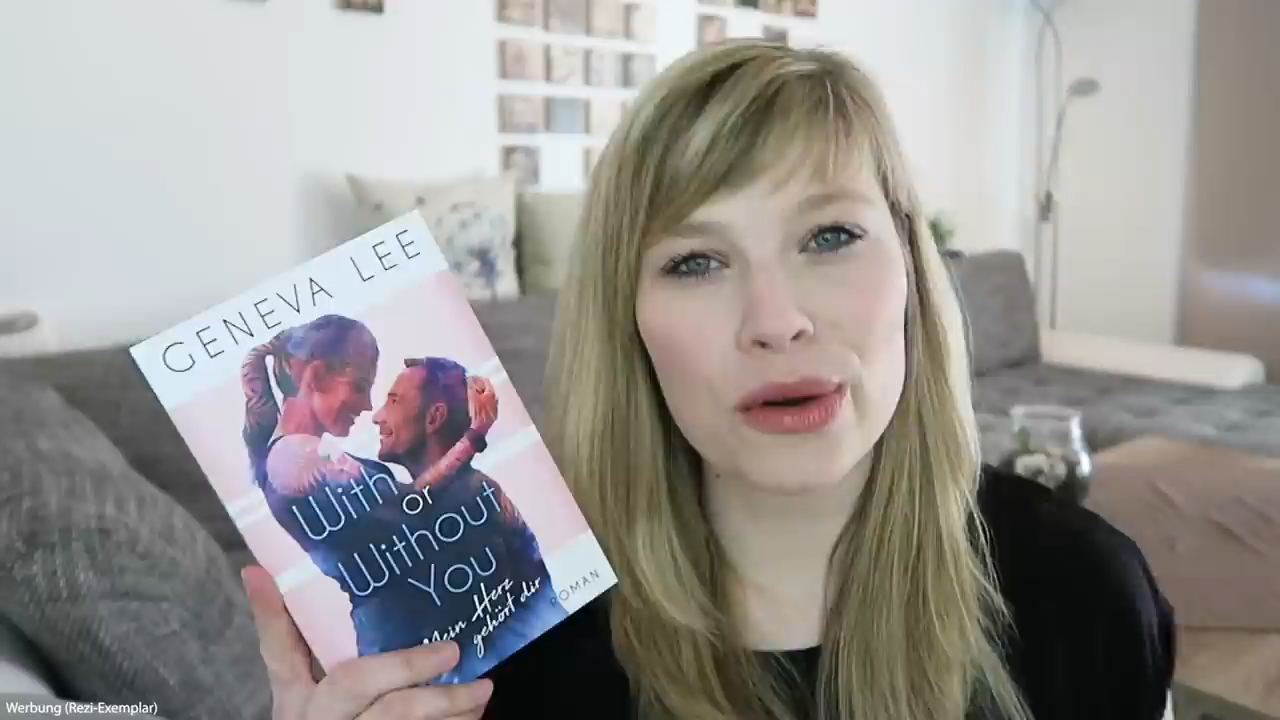 GENEVA LEE
With
or
Without
You
Mein Herz
gehört dir
ROMAN
Werbung (Rezi-Exemplar)